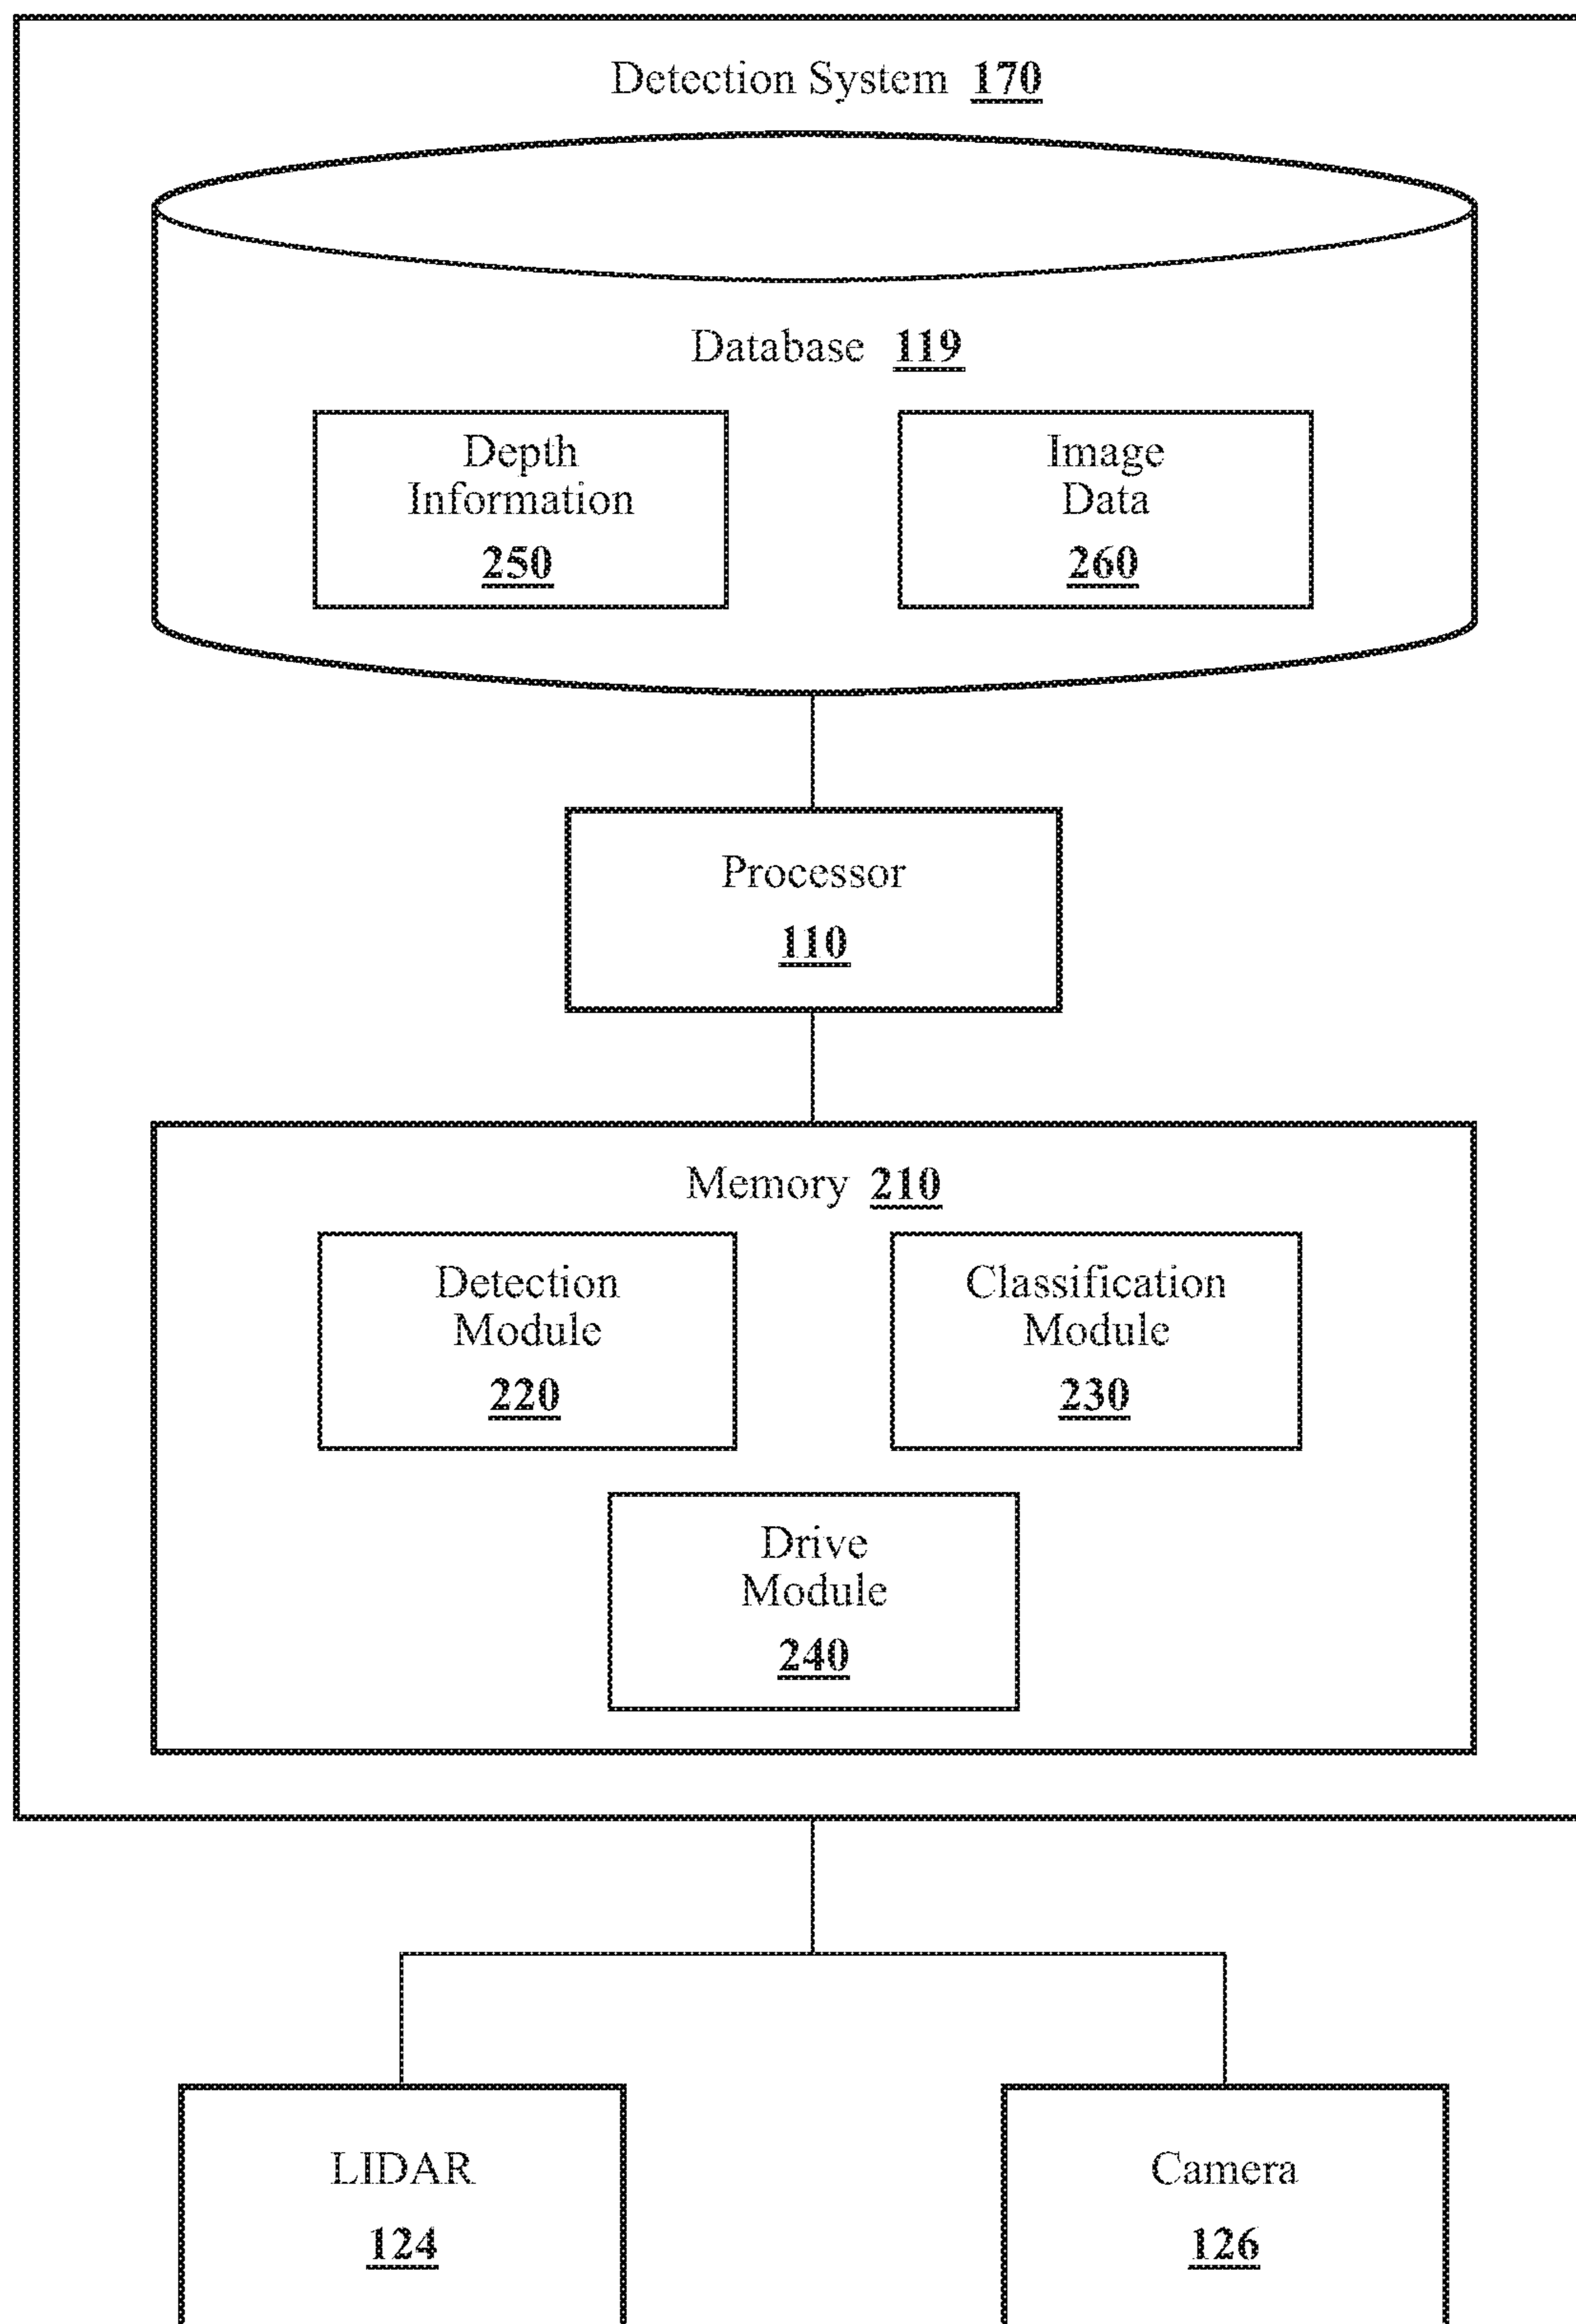 Detection System 170
Database 119
Depth
Information
250
Image
Data
260
Processor
110
Memory 210
Detection
Module
220
Classification
Module
230
Drive
Module
240
LIDAR
124
Camera
126